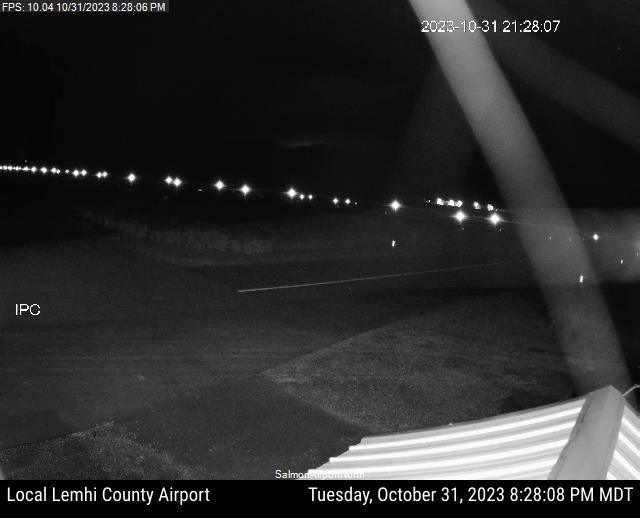 FPS: 10.04 10/31/2023 8:28:06 PM
2023-10-31 21:28:07
IPC
Local Lemhi County Airport
Tuesday, October 31, 2023 8:28:08 PM MDT